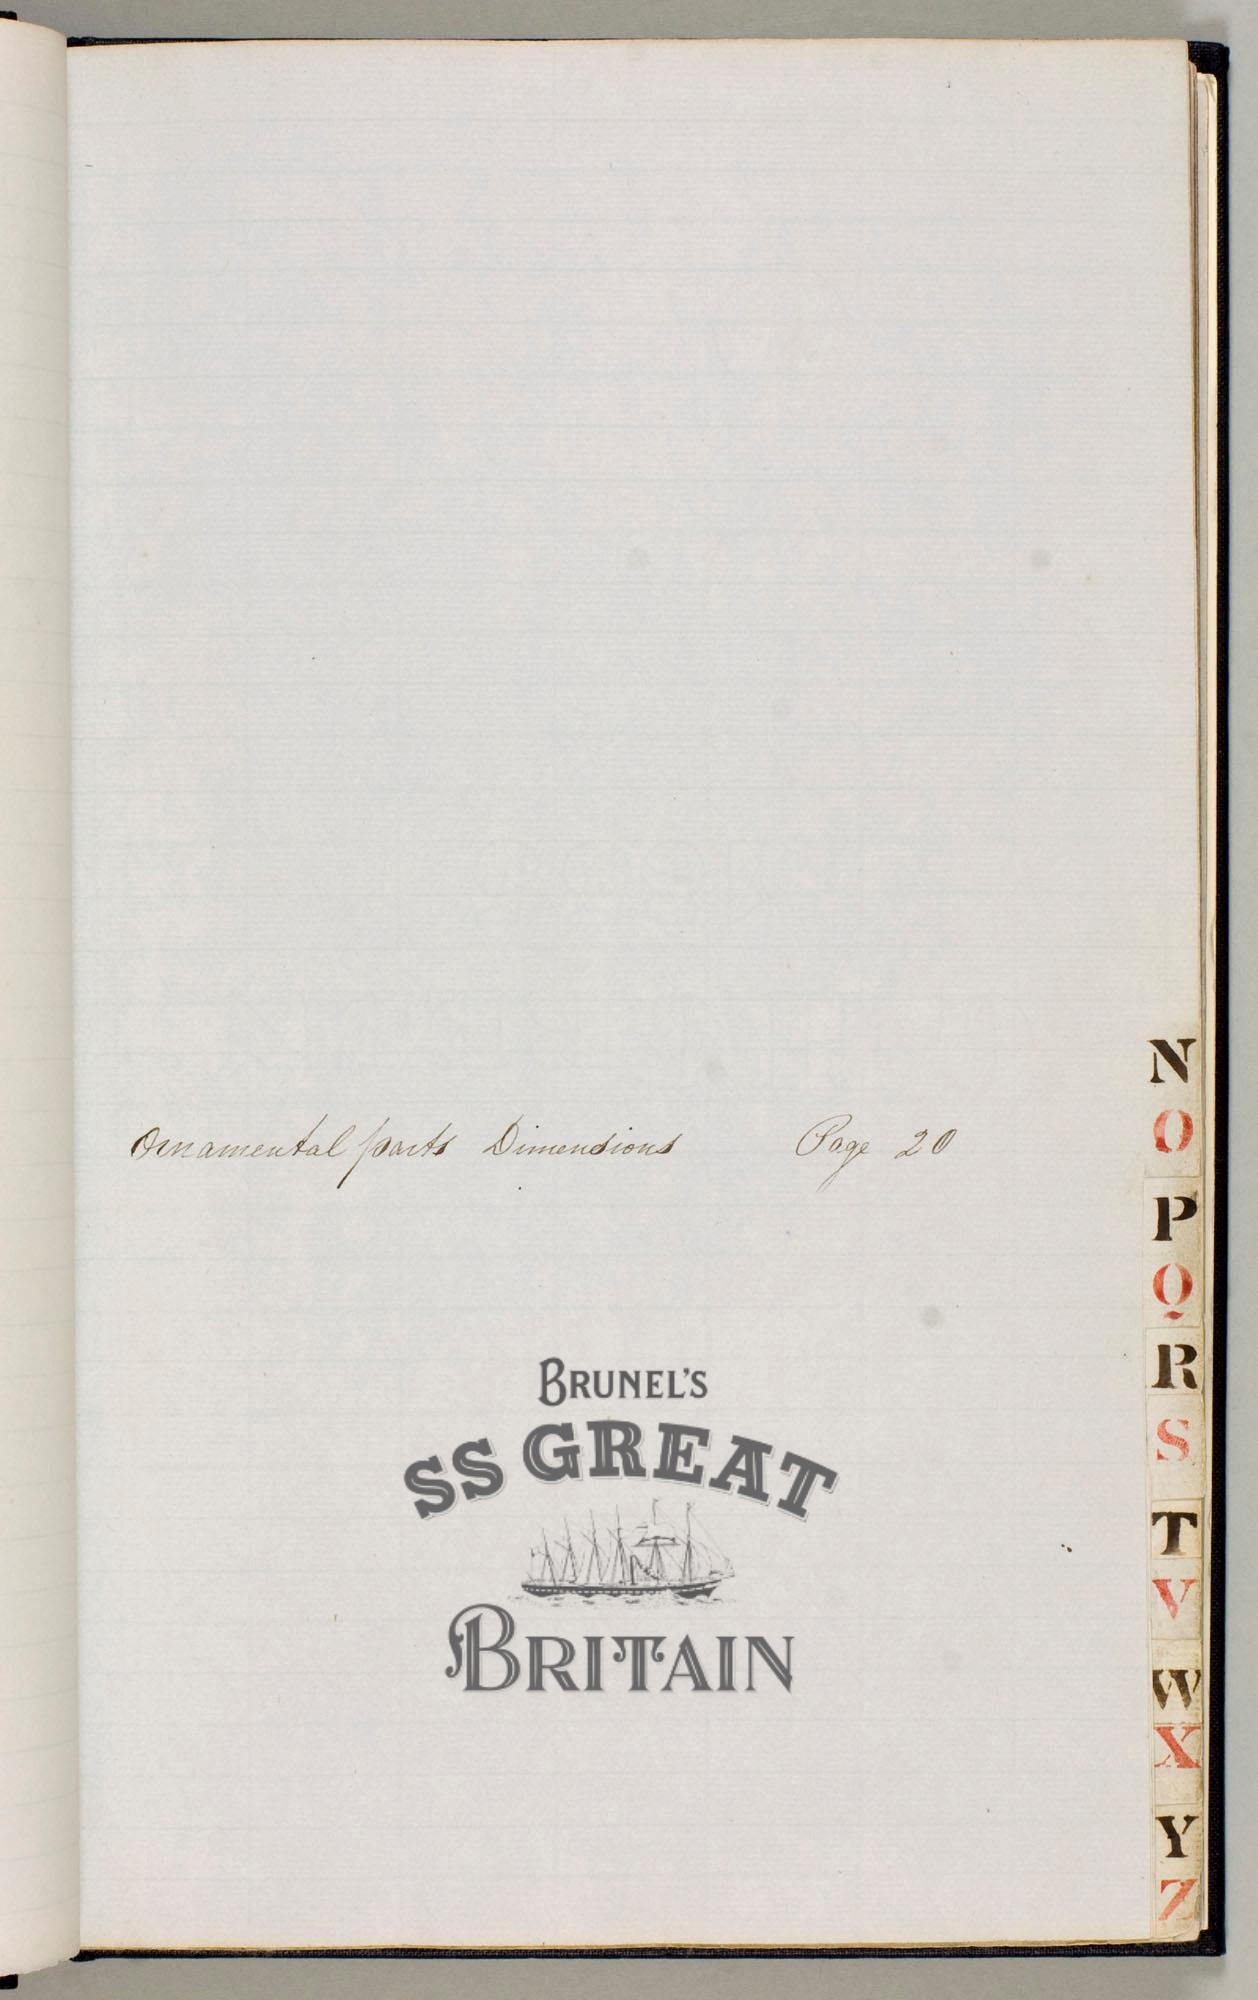 Ornamental parts Dimensions Page 20
BRUNEL'S
SS GREAT
BRITAIN
N
O
P
Q
R
S
T
V
W
X
Y
Z